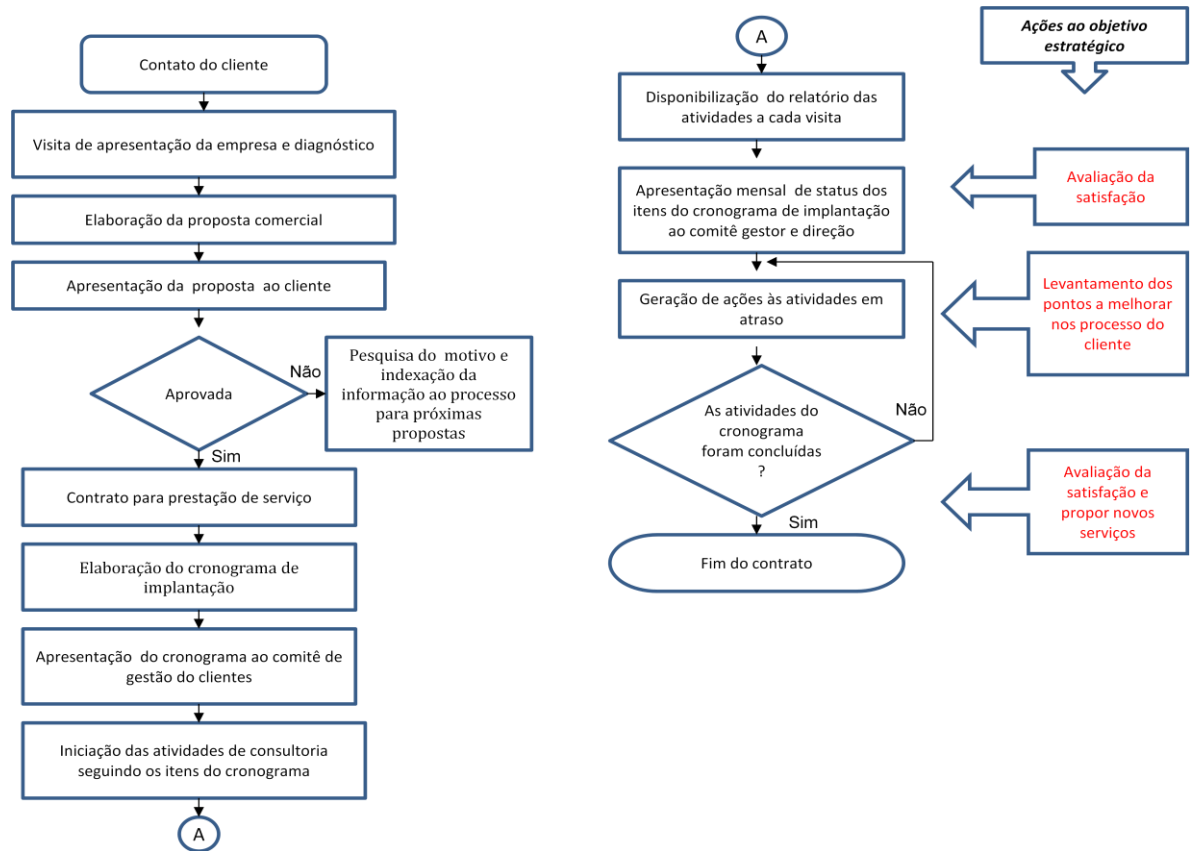 Contato do cliente
Visita de apresentação da empresa e diagnóstico
Elaboração da proposta comercial
Apresentação da proposta ao cliente
Aprovada
Não
Pesquisa do motivo e
indexação da
informação ao processo
para próximas
propostas
Sim
Contrato para prestação de serviço
Elaboração do cronograma de
implantação
Apresentação do cronograma ao comitê de
gestão do clientes
Iniciação das atividades de consultoria
seguindo os itens do cronograma
A
A
Disponibilização do relatório das
atividades a cada visita
Apresentação mensal de status dos
itens do cronograma de implantação
ao comitê gestor e direção
Geração de ações às atividades em
atraso
As atividades do
cronograma
foram concluídas
?
Não
Sim
Fim do contrato
Ações ao objetivo
estratégico
Avaliação da
satisfação
Levantamento dos
pontos a melhorar
nos processo do
cliente
Avaliação da
satisfação e
propor novos
serviços